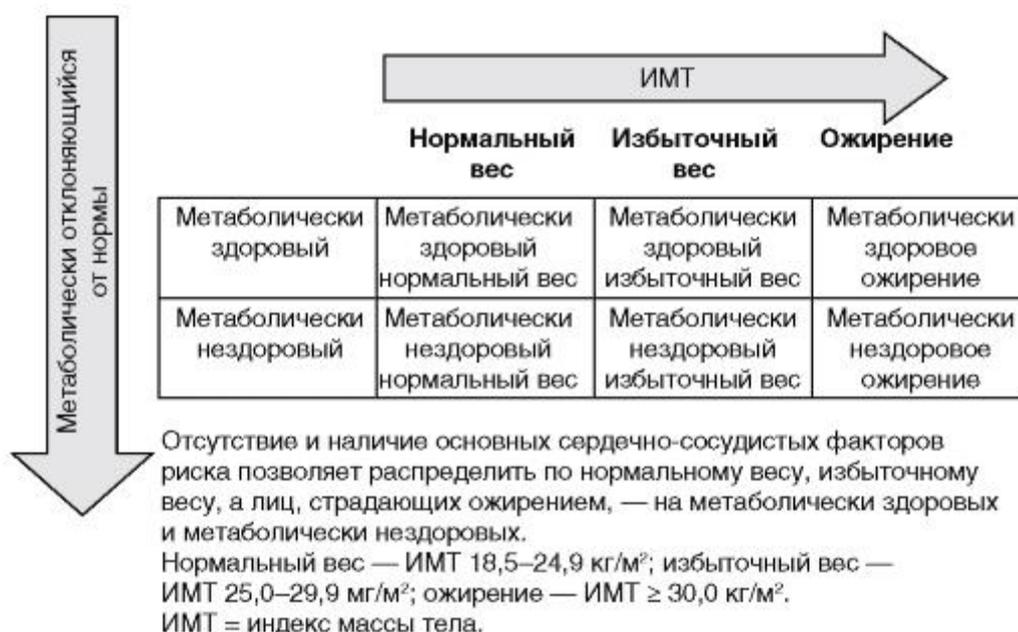 Метаболически отклоняющийся
от нормы
ИМТ
Нормальный
вес
Избыточный
вес
Ожирение
Метаболически
здоровый
Метаболически
здоровый
нормальный вес
Метаболически
здоровый
избыточный вес
Метаболически
здоровое
ожирение
Метаболически
нездоровый
Метаболически
нездоровый
нормальный вес
Метаболически
нездоровый
избыточный вес
Метаболически
нездоровое
ожирение
Отсутствие и наличие основных сердечно-сосудистых факторов
риска позволяет распределить по нормальному весу, избыточному
весу, а лиц, страдающих ожирением, — на метаболически здоровых
и метаболически нездоровых.
Нормальный вес — ИМТ 18,5–24,9 кг/м²; избыточный вес —
ИМТ 25,0–29,9 мг/м²; ожирение — ИМТ ≥ 30,0 кг/м².
ИМТ = индекс массы тела.